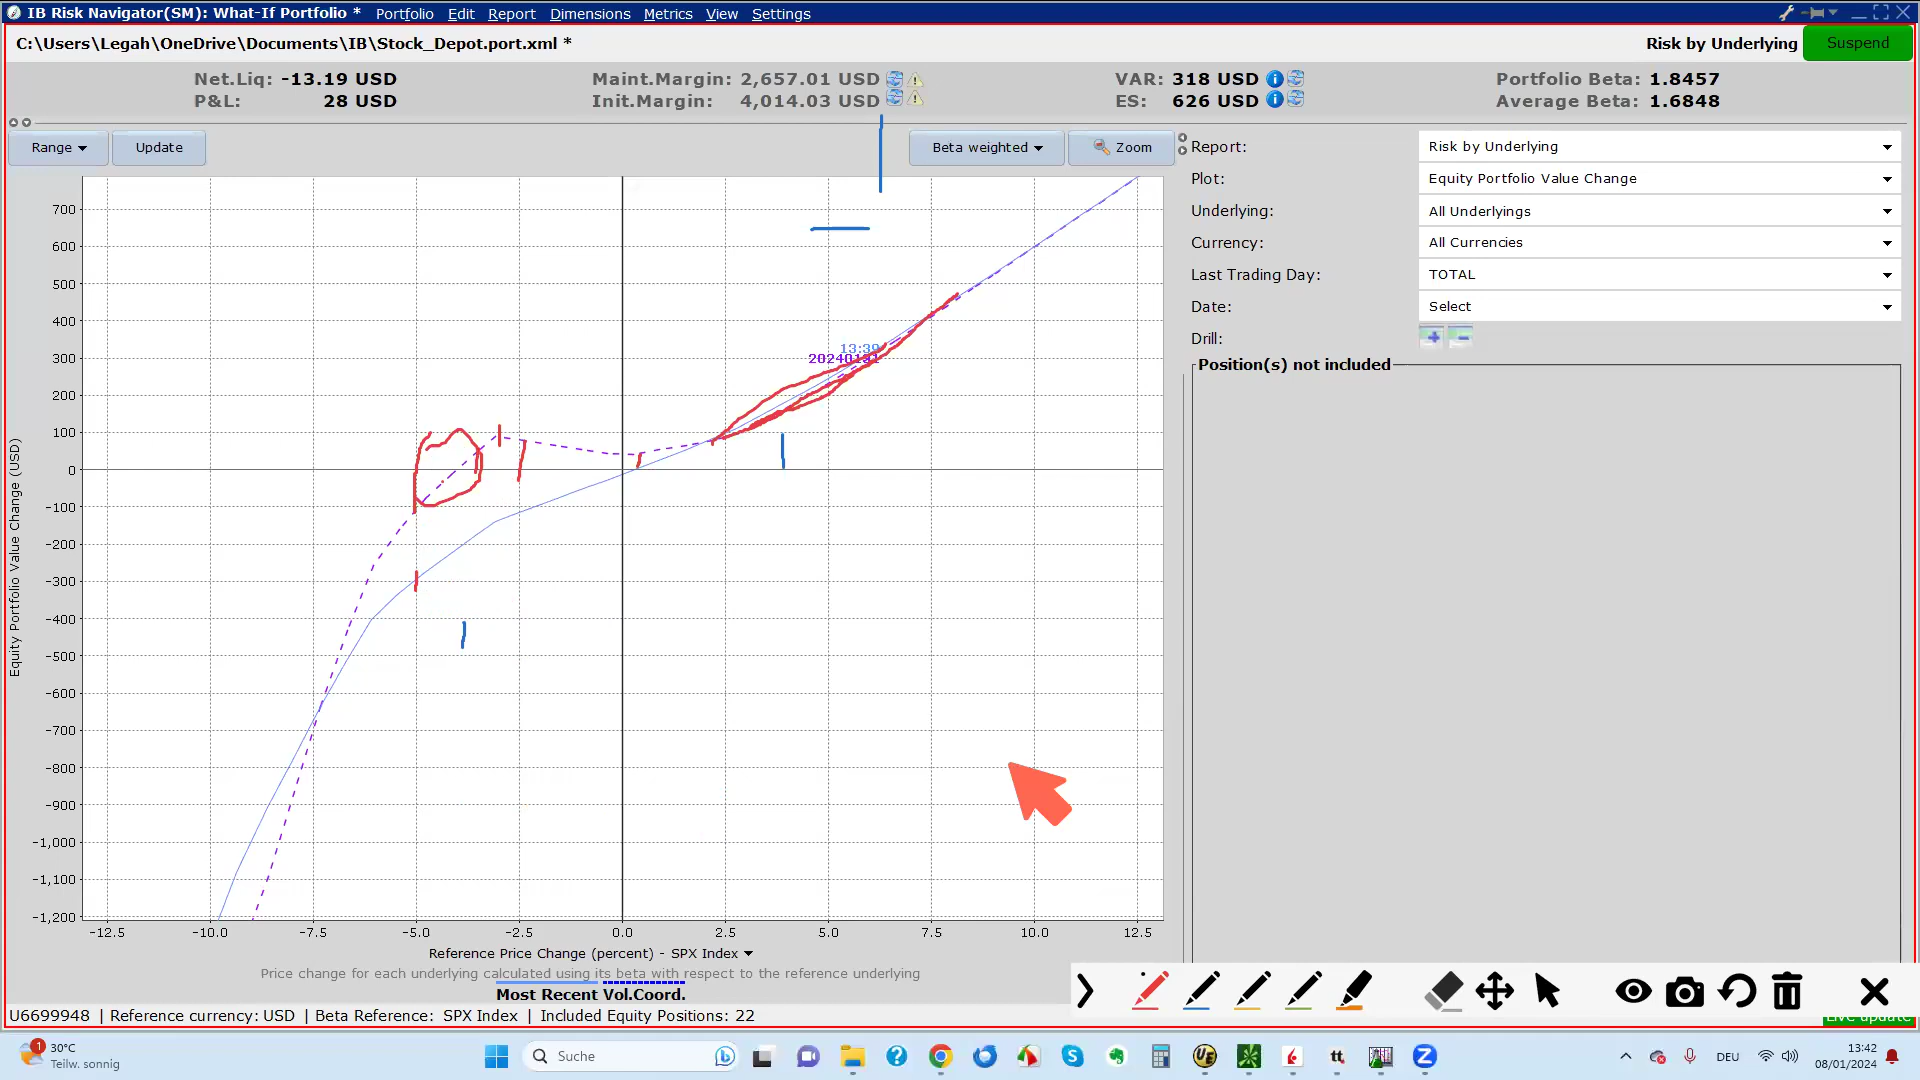 IB Risk Navigator(SM): What-If Portfolio * Portfolio Edit Report Dimensions Metrics View Settings
C:\Users\Legah\OneDrive\Documents\IB\Stock_Depot.port.xml *
Risk by Underlying
Suspend
Net.Liq: -13.19 USD
Maint.Margin: 2,657.01 USD
VAR: 318 USD
Portfolio Beta: 1.8457
P&L: 28 USD
Init.Margin: 4,014.03 USD
ES: 626 USD
Average Beta: 1.6848
Range
Update
Beta weighted
Zoom
Report: Risk by Underlying
Plot: Equity Portfolio Value Change
Underlying: All Underlyings
Currency: All Currencies
Last Trading Day: TOTAL
Date: Select
Drill:
Position(s) not included
Equity Portfolio Value Change (USD)
700
600
500
400
300
200
100
0
-100
-200
-300
-400
-500
-600
-700
-800
-900
-1,000
-1,100
-1,200
13:39
20240131
-12.5 -10.0 -7.5 -5.0 -2.5 0.0 2.5 5.0 7.5 10.0 12.5
Reference Price Change (percent) - SPX Index
Price change for each underlying calculated using its beta with respect to the reference underlying
Most Recent Vol.Coord.
U6699948 | Reference currency: USD | Beta Reference: SPX Index | Included Equity Positions: 22
Live update
1
30°C
Teilw. sonnig
Suche
UE
tt
Z
DEU
13:42
08/01/2024